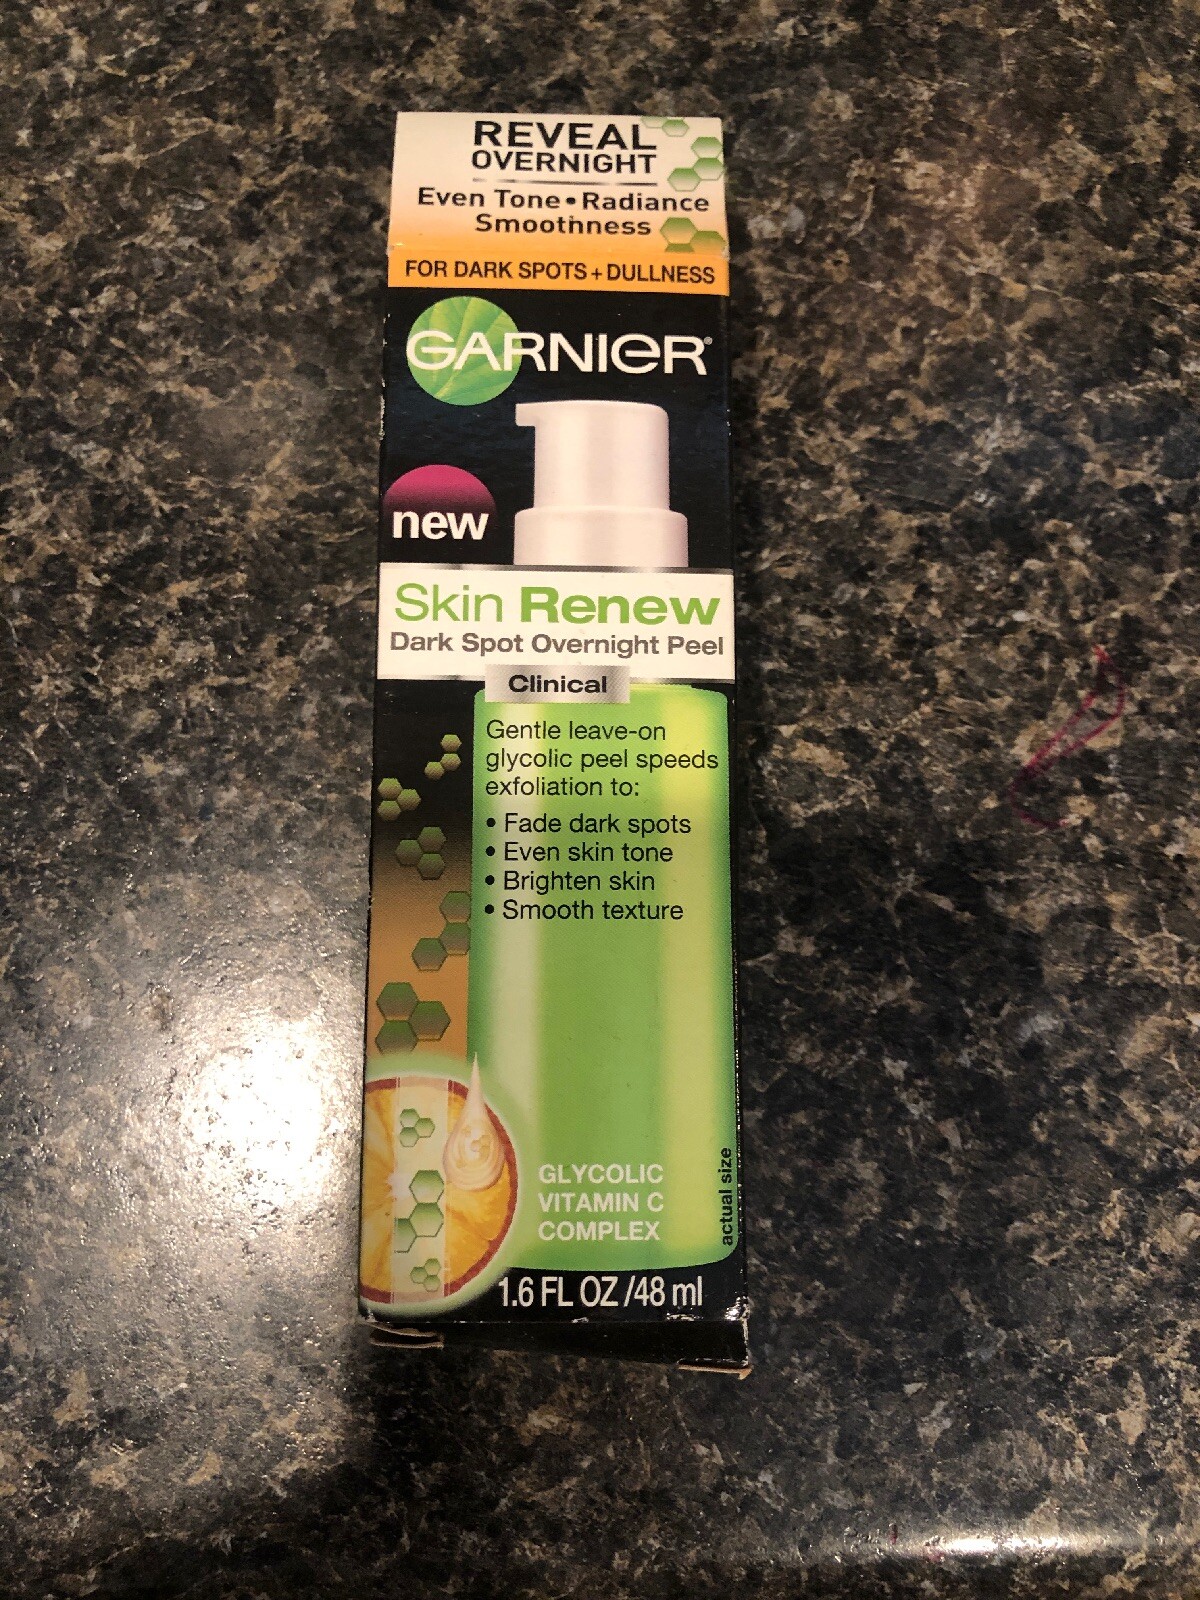 REVEAL
OVERNIGHT
Even Tone • Radiance
Smoothness
FOR DARK SPOTS + DULLNESS
GARNIER®
new
Skin Renew
Dark Spot Overnight Peel
Clinical
Gentle leave-on
glycolic peel speeds
exfoliation to:
• Fade dark spots
• Even skin tone
• Brighten skin
• Smooth texture
GLYCOLIC
VITAMIN C
COMPLEX
actual size
1.6 FL OZ /48 ml